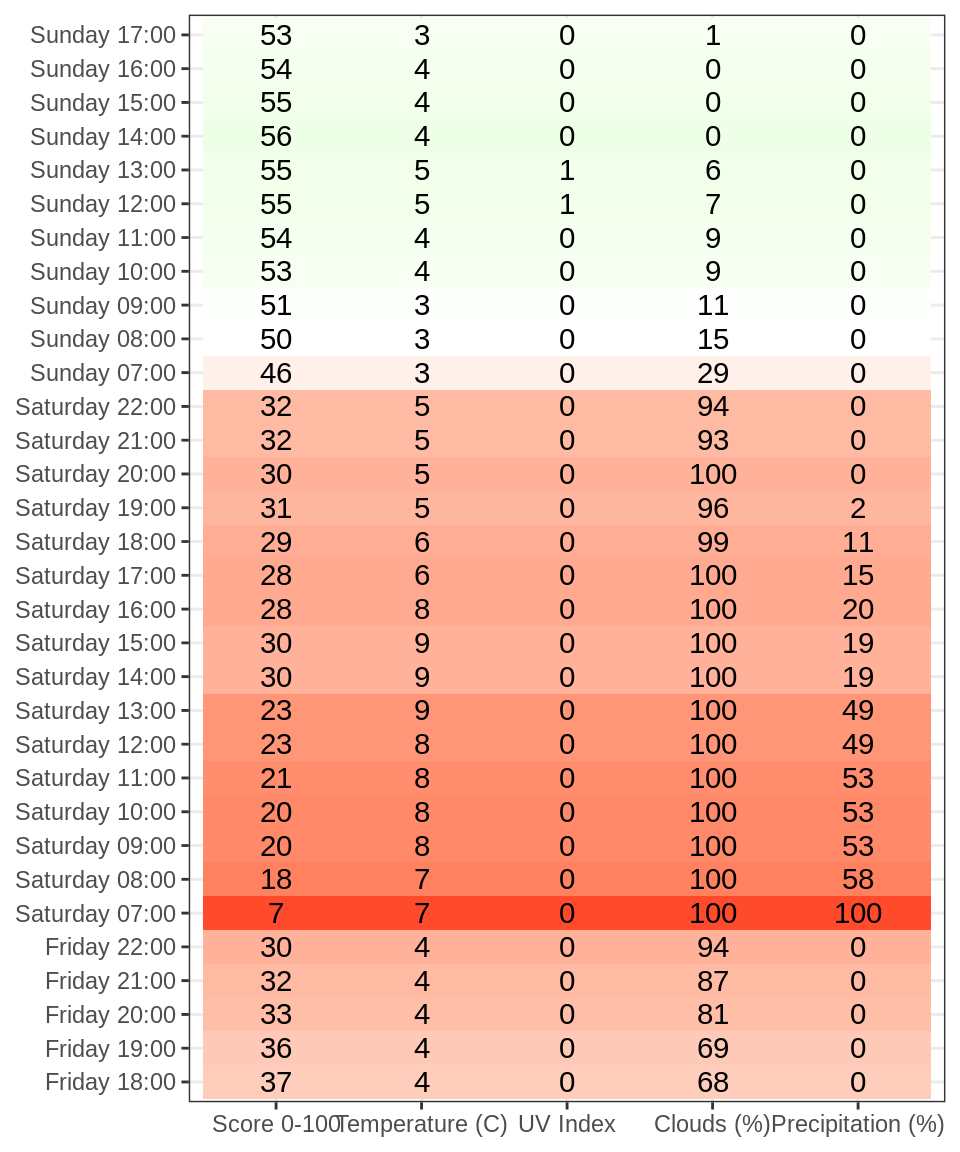 Sunday 17:00 53 3 0 1 0
Sunday 16:00 54 4 0 0 0
Sunday 15:00 55 4 0 0 0
Sunday 14:00 56 4 0 0 0
Sunday 13:00 55 5 1 6 0
Sunday 12:00 55 5 1 7 0
Sunday 11:00 54 4 0 9 0
Sunday 10:00 53 4 0 9 0
Sunday 09:00 51 3 0 11 0
Sunday 08:00 50 3 0 15 0
Sunday 07:00 46 3 0 29 0
Saturday 22:00 32 5 0 94 0
Saturday 21:00 32 5 0 93 0
Saturday 20:00 30 5 0 100 0
Saturday 19:00 31 5 0 96 2
Saturday 18:00 29 6 0 99 11
Saturday 17:00 28 6 0 100 15
Saturday 16:00 28 8 0 100 20
Saturday 15:00 30 9 0 100 19
Saturday 14:00 30 9 0 100 19
Saturday 13:00 23 9 0 100 49
Saturday 12:00 23 8 0 100 49
Saturday 11:00 21 8 0 100 53
Saturday 10:00 20 8 0 100 53
Saturday 09:00 20 8 0 100 53
Saturday 08:00 18 7 0 100 58
Saturday 07:00 7 7 0 100 100
Friday 22:00 30 4 0 94 0
Friday 21:00 32 4 0 87 0
Friday 20:00 33 4 0 81 0
Friday 19:00 36 4 0 69 0
Friday 18:00 37 4 0 68 0
Score 0-100 Temperature (C) UV Index Clouds (%) Precipitation (%)